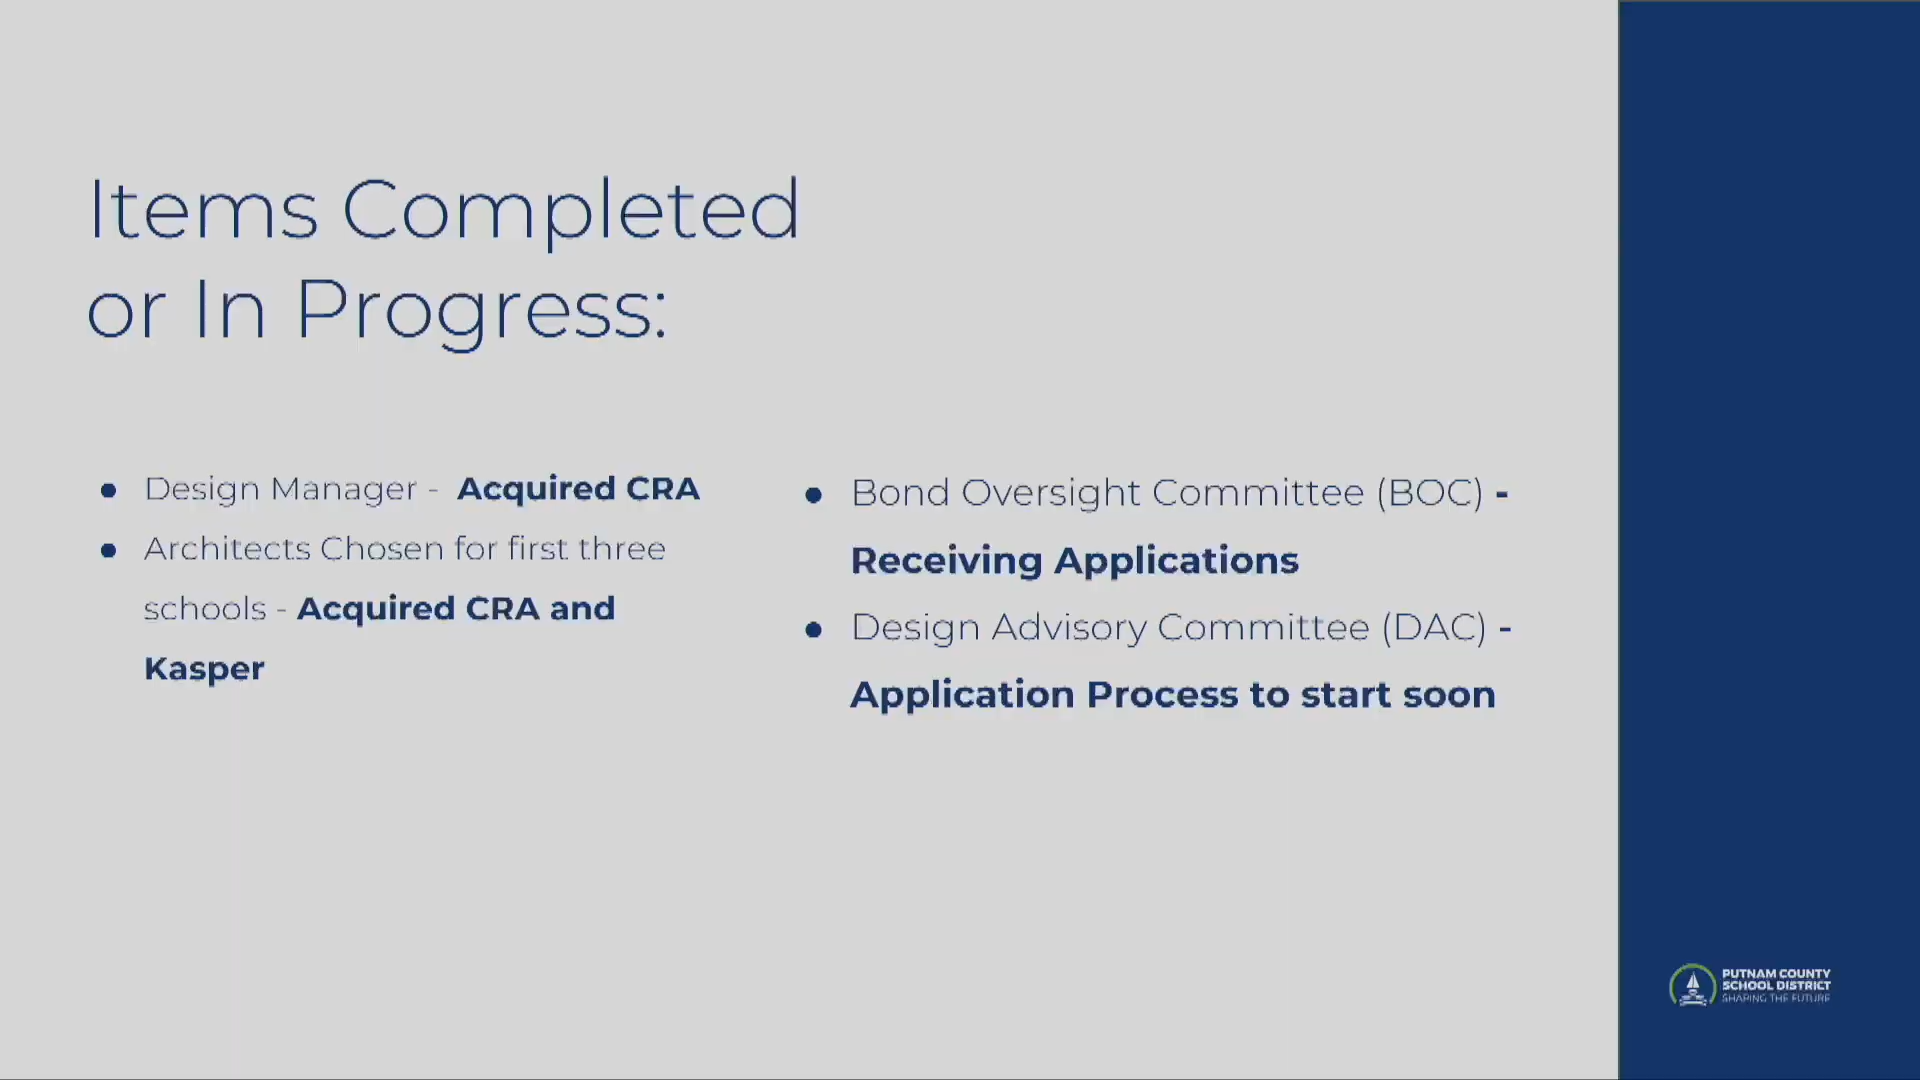 Items Completed
or In Progress:
● Design Manager - Acquired CRA
● Architects Chosen for first three
schools - Acquired CRA and
Kasper
● Bond Oversight Committee (BOC) -
Receiving Applications
● Design Advisory Committee (DAC) -
Application Process to start soon
PUTNAM COUNTY
SCHOOL DISTRICT
SHAPING THE FUTURE